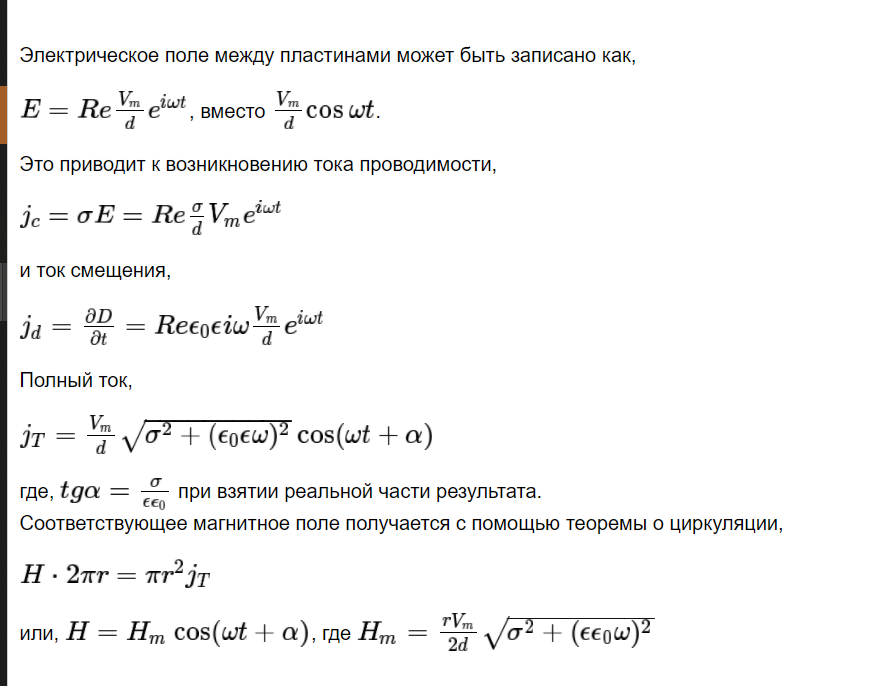 Электрическое поле между пластинами может быть записано как,
$E = Re\frac{V_m}{d}e^{i\omega t}$, вместо $\frac{V_m}{d}\cos\omega t$.
Это приводит к возникновению тока проводимости,
$j_c = \sigma E = Re\frac{\sigma}{d}V_m e^{i\omega t}$
и ток смещения,
$j_d = \frac{\partial D}{\partial t} = Re\epsilon_0\epsilon i\omega\frac{V_m}{d}e^{i\omega t}$
Полный ток,
$j_T = \frac{V_m}{d}\sqrt{\sigma^2 + (\epsilon_0\epsilon\omega)^2}\cos(\omega t + \alpha)$
где, $tg\alpha = \frac{\sigma}{\epsilon\epsilon_0}$ при взятии реальной части результата.
Соответствующее магнитное поле получается с помощью теоремы о циркуляции,
$H \cdot 2\pi r = \pi r^2 j_T$
или, $H = H_m\cos(\omega t + \alpha)$, где $H_m = \frac{rV_m}{2d}\sqrt{\sigma^2 + (\epsilon\epsilon_0\omega)^2}$